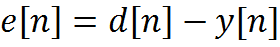 e[n] = d[n] − y[n]